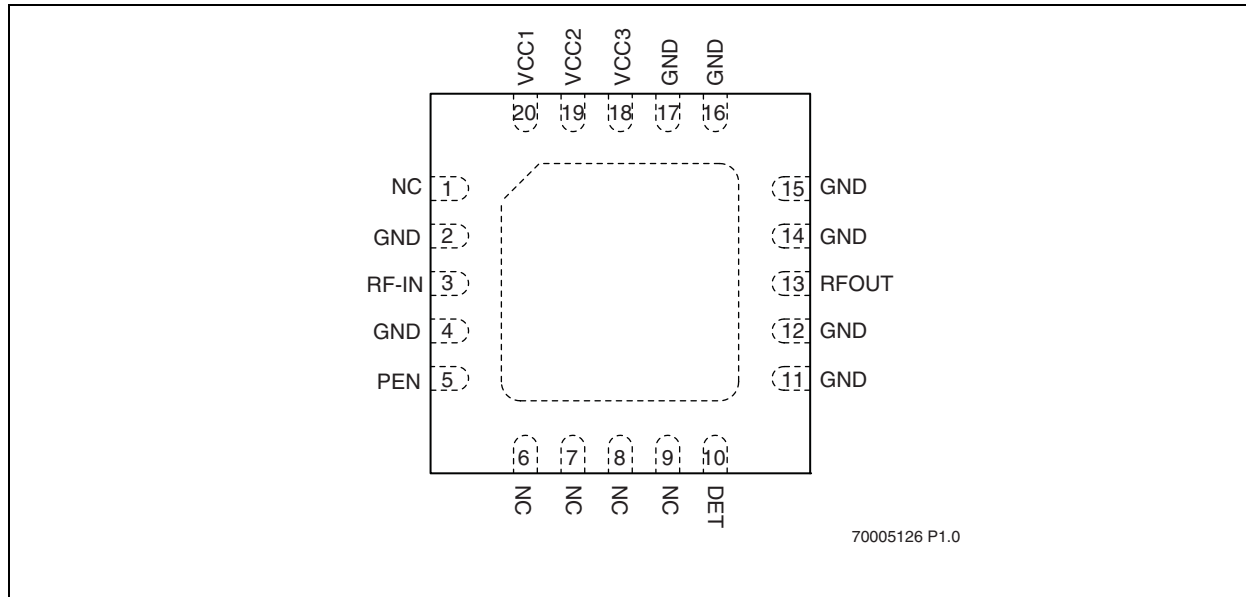 VCC1 VCC2 VCC3 GND GND
20 19 18 17 16
NC 1 15 GND
GND 2 14 GND
RF-IN 3 13 RFOUT
GND 4 12 GND
PEN 5 11 GND
6 7 8 9 10
NC NC NC NC DET
70005126 P1.0